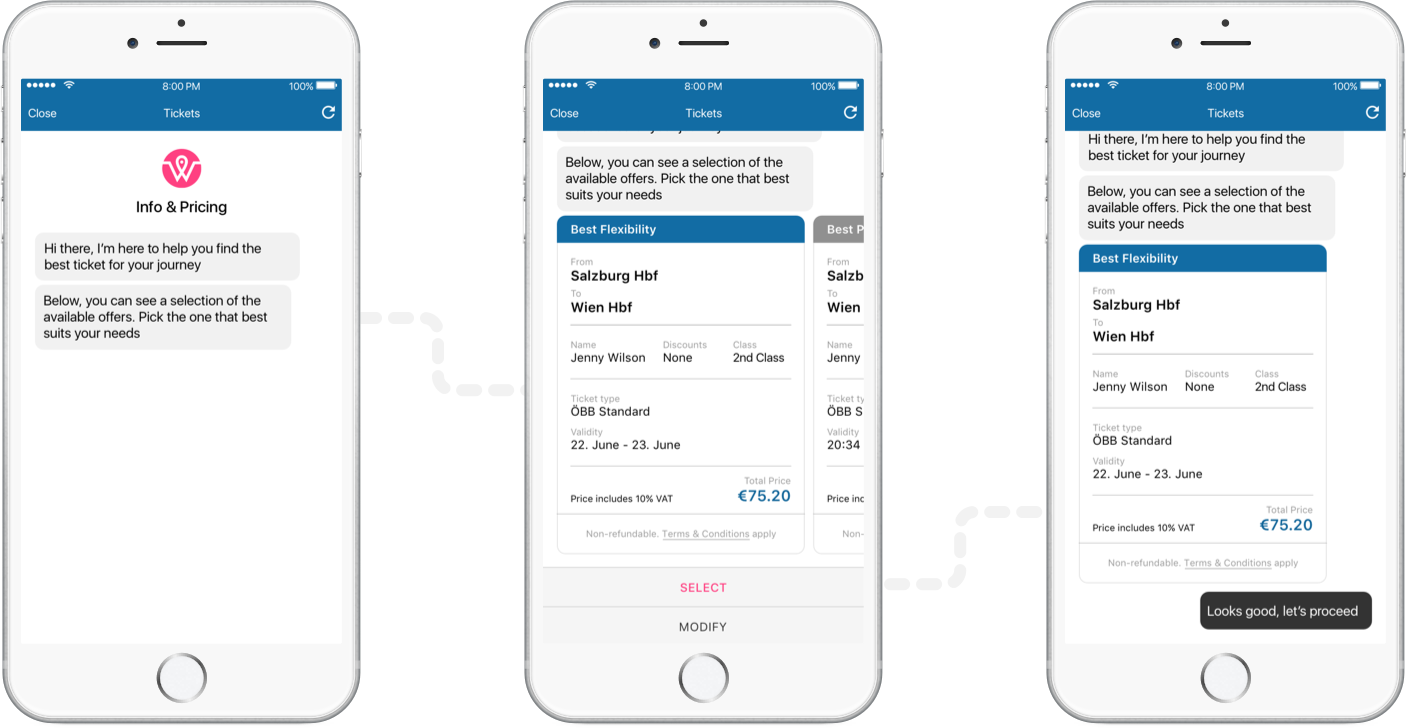 8:00 PM
100%
Close
Tickets
W
Info & Pricing
Hi there, I’m here to help you find the
best ticket for your journey
Below, you can see a selection of the
available offers. Pick the one that best
suits your needs
8:00 PM
100%
Close
Tickets
Below, you can see a selection of the
available offers. Pick the one that best
suits your needs
Best Flexibility
From
Salzburg Hbf
To
Wien Hbf
Name
Discounts
Class
Jenny Wilson
None
2nd Class
Ticket type
ÖBB Standard
Validity
22. June - 23. June
Total Price
Price includes 10% VAT
€75.20
Non-refundable. Terms & Conditions apply
Best P
From
Salzb
To
Wien
Name
Jenny
Ticket ty
ÖBB S
Validity
20:34
Price inc
Non-
SELECT
MODIFY
8:00 PM
100%
Close
Tickets
Hi there, I’m here to help you find the
best ticket for your journey
Below, you can see a selection of the
available offers. Pick the one that best
suits your needs
Best Flexibility
From
Salzburg Hbf
To
Wien Hbf
Name
Discounts
Class
Jenny Wilson
None
2nd Class
Ticket type
ÖBB Standard
Validity
22. June - 23. June
Total Price
Price includes 10% VAT
€75.20
Non-refundable. Terms & Conditions apply
Looks good, let’s proceed